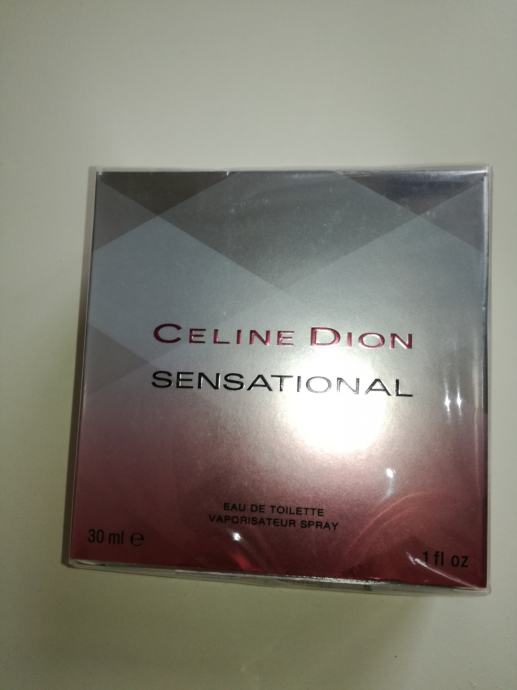 CELINE DION
SENSATIONAL
EAU DE TOILETTE
VAPORISATEUR SPRAY
30 ml ℮
1 fl oz